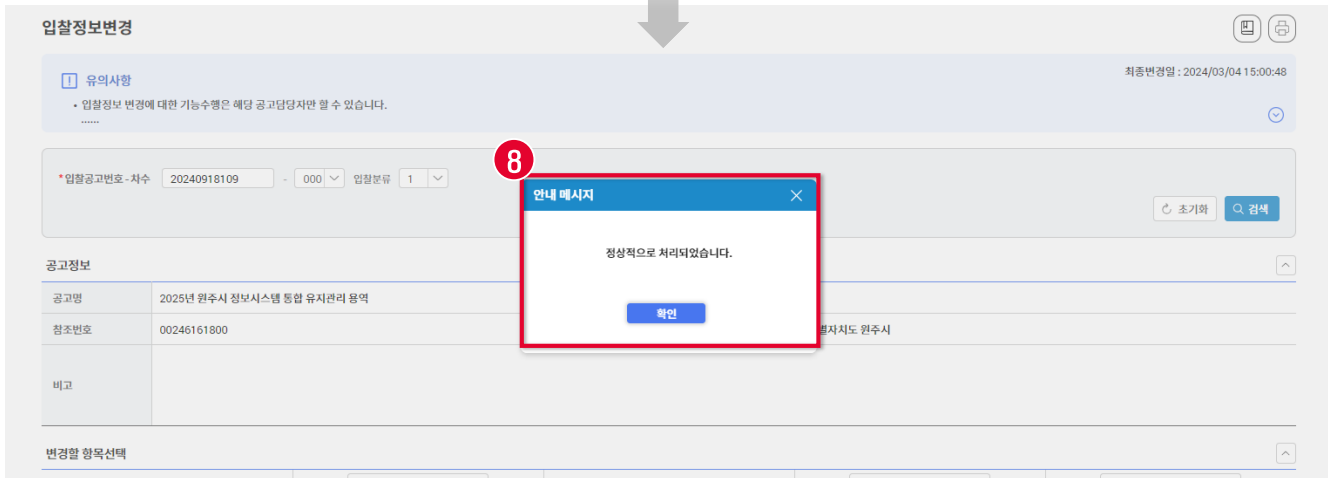 입찰정보변경
유의사항
최종변경일 : 2024/03/04 15:00:48
• 입찰정보 변경에 대한 기능수행은 해당 공고담당자만 할 수 있습니다.
......
8
*입찰공고번호 - 차수 20240918109 - 000 입찰분류 1
안내 메시지
초기화 검색
정상적으로 처리되었습니다.
확인
공고정보
공고명 2025년 원주시 정보시스템 통합 유지관리 용역
참조번호 00246161800 별자치도 원주시
비고
변경할 항목선택